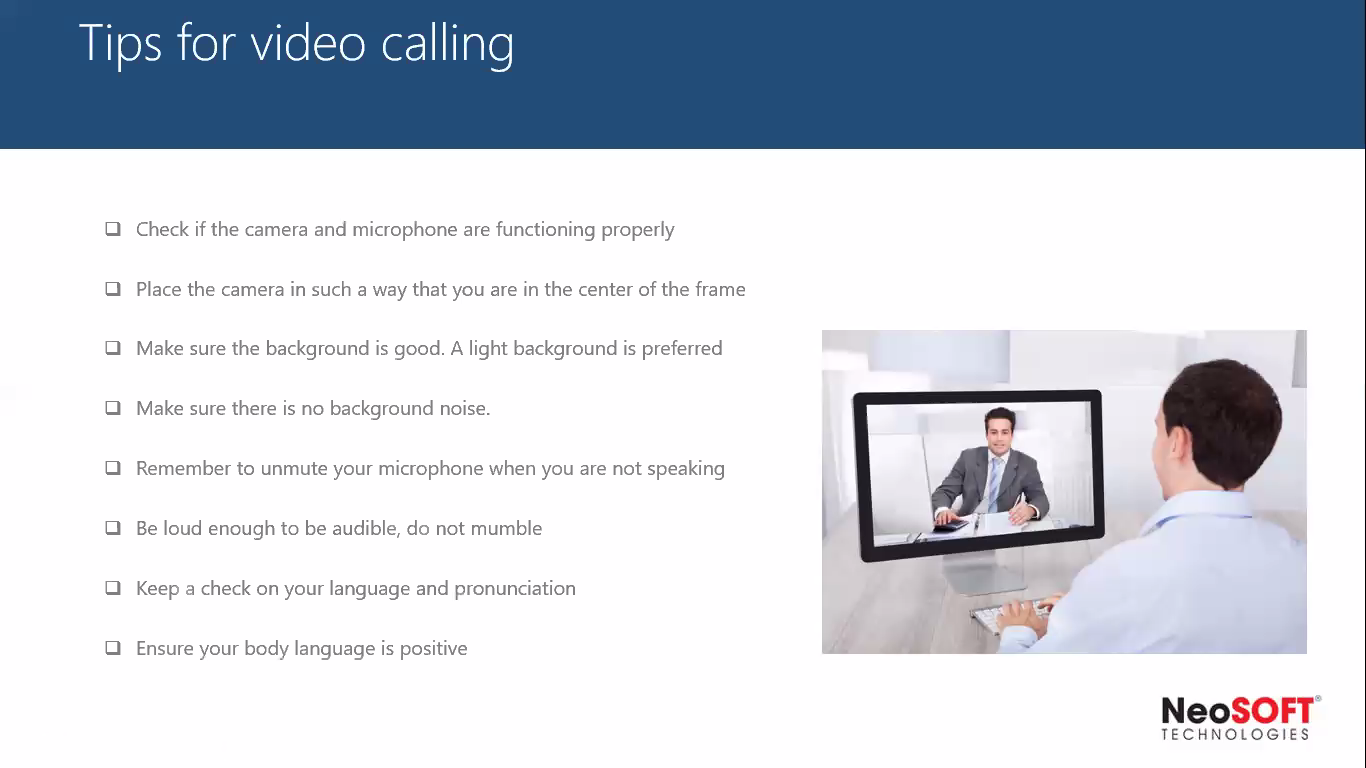 Tips for video calling
Check if the camera and microphone are functioning properly
Place the camera in such a way that you are in the center of the frame
Make sure the background is good. A light background is preferred
Make sure there is no background noise.
Remember to unmute your microphone when you are not speaking
Be loud enough to be audible, do not mumble
Keep a check on your language and pronunciation
Ensure your body language is positive
NeoSOFT®
TECHNOLOGIES